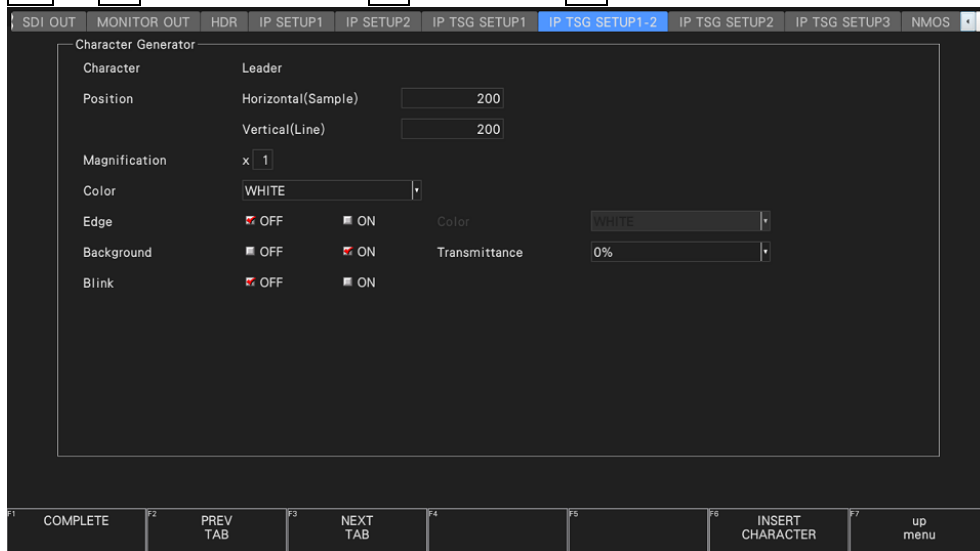 SDI OUT MONITOR OUT HDR IP SETUP1 IP SETUP2 IP TSG SETUP1 IP TSG SETUP1-2 IP TSG SETUP2 IP TSG SETUP3 NMOS
Character Generator
Character Leader
Position Horizontal(Sample) 200
Vertical(Line) 200
Magnification x 1
Color WHITE
Edge OFF ON Color WHITE
Background OFF ON Transmittance 0%
Blink OFF ON
F1 COMPLETE F2 PREV TAB F3 NEXT TAB F4 F5 F6 INSERT CHARACTER F7 up menu